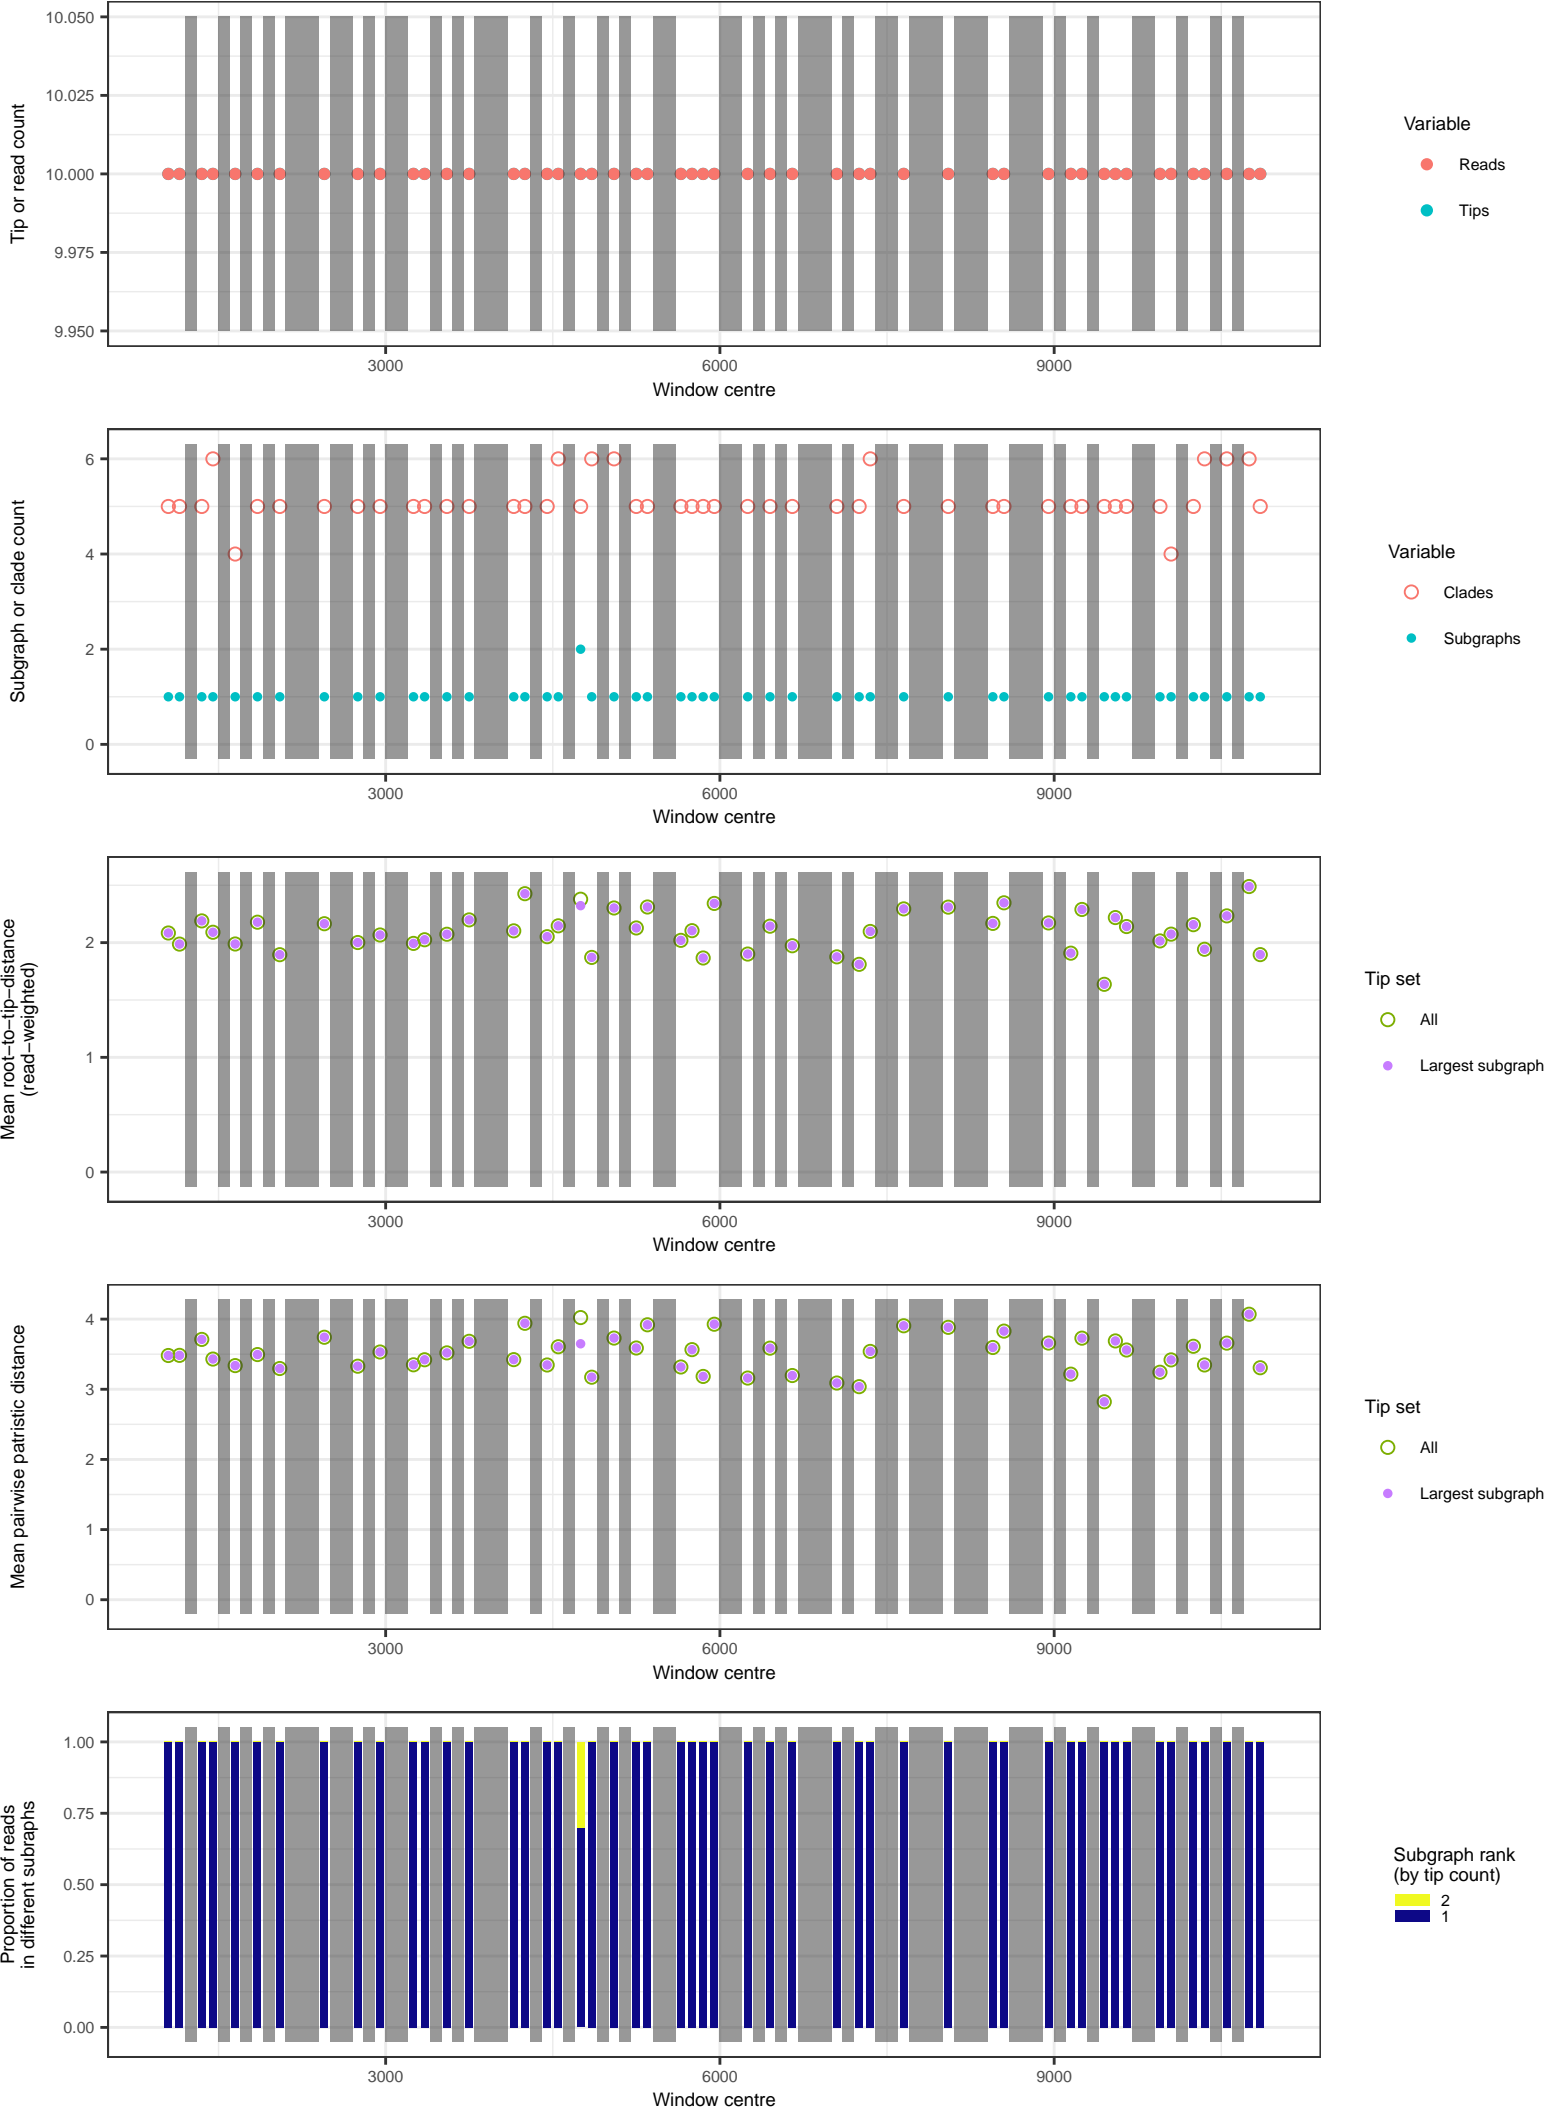 10.050
10.025
10.000
9.975
9.950
Tip or read count
3000
6000
9000
Window centre
Variable
Reads
Tips
6
4
2
0
Subgraph or clade count
3000
6000
9000
Window centre
Variable
Clades
Subgraphs
2
1
0
Mean root−to−tip−distance
(read−weighted)
3000
6000
9000
Window centre
Tip set
All
Largest subgraph
4
3
2
1
0
Mean pairwise patristic distance
3000
6000
9000
Window centre
Tip set
All
Largest subgraph
1.00
0.75
0.50
0.25
0.00
Proportion of reads
in different subraphs
3000
6000
9000
Window centre
Subgraph rank
(by tip count)
2
1